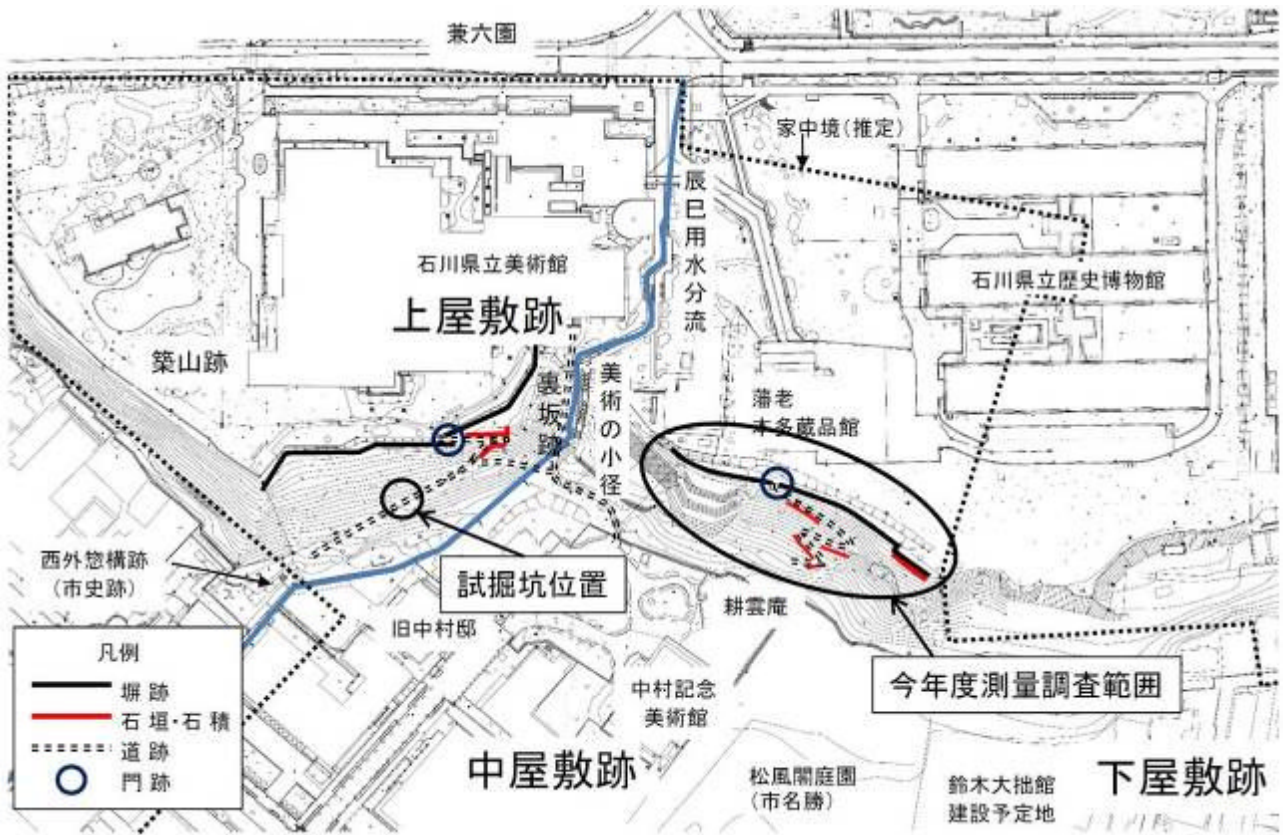 兼六園
家中境(推定)
辰巳用水分流
石川県立美術館
石川県立歴史博物館
上屋敷跡
築山跡
裏坂跡
美術の小径
藩老
本多蔵品館
西外惣構跡
(市史跡)
試掘坑位置
旧中村邸
耕雲庵
今年度測量調査範囲
中村記念
美術館
中屋敷跡
松風閣庭園
(市名勝)
鈴木大拙館
建設予定地
下屋敷跡
凡例
塀跡
石垣・石積
道跡
門跡